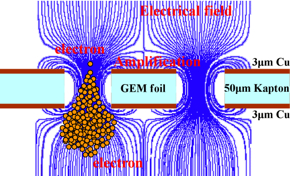 Electrical field
electron
Amplification
3μm Cu
GEM foil
50μm Kapton
3μm Cu
electron